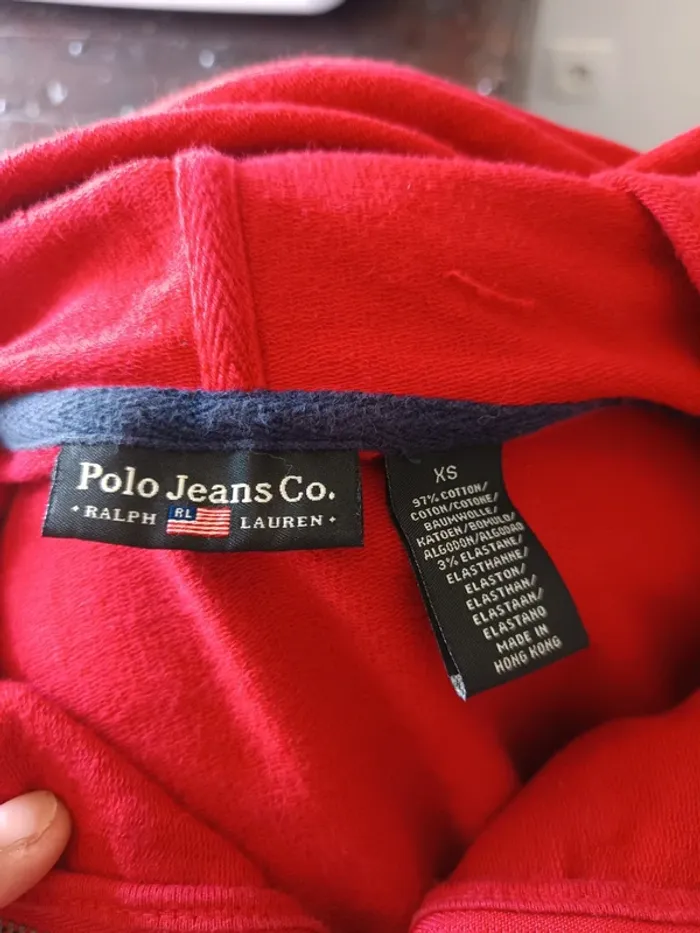 Polo Jeans Co.
• RALPH RL LAUREN •
XS
97% COTTON/
COTON/COTONE/
BAUMWOLLE/
KATOEN/BOMULD/
ALGODON/ALGODAO
3% ELASTANE/
ELASTHANNE/
ELASTON/
ELASTHAN/
ELASTAAN/
ELASTANO
MADE IN
HONG KONG